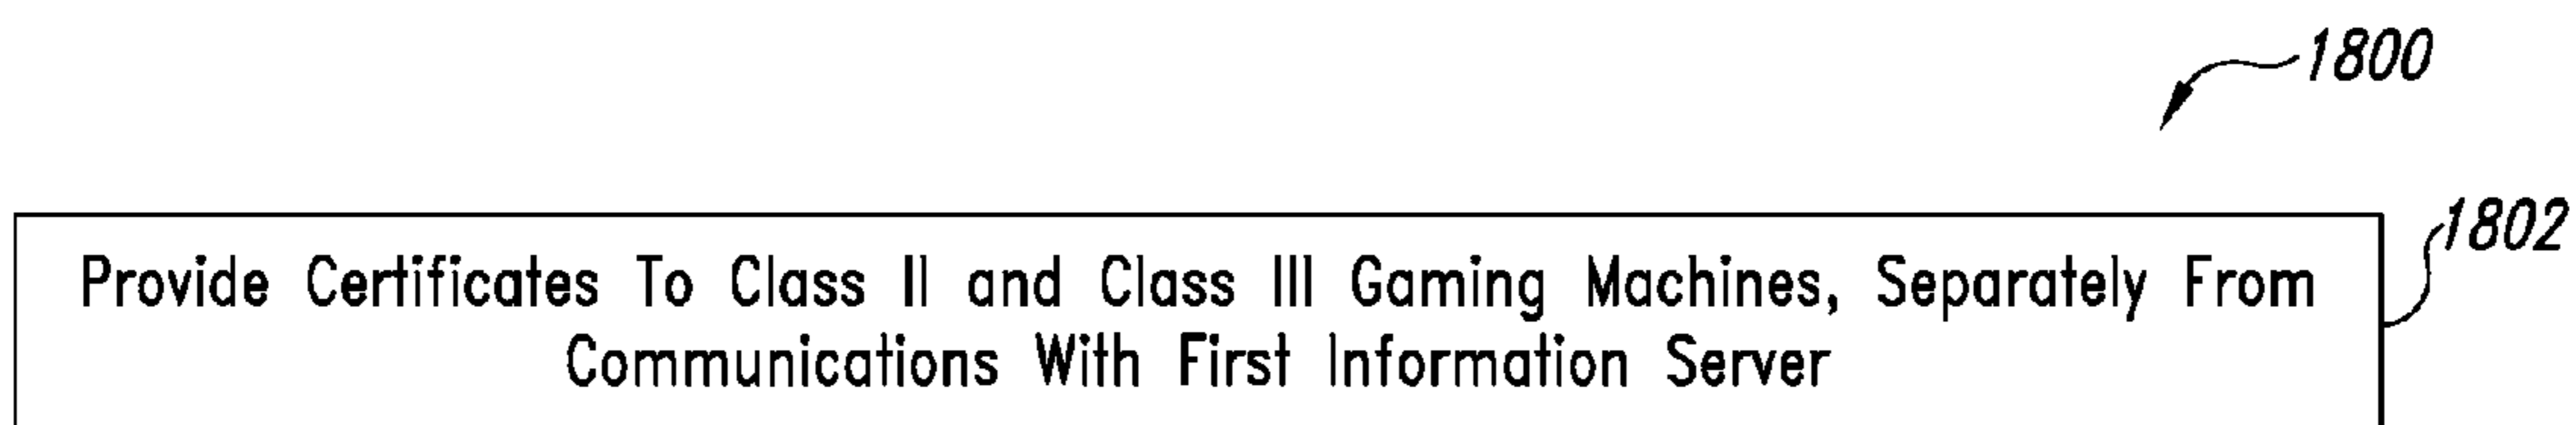 1800
1802
Provide Certificates To Class II and Class III Gaming Machines, Separately From
Communications With First Information Server